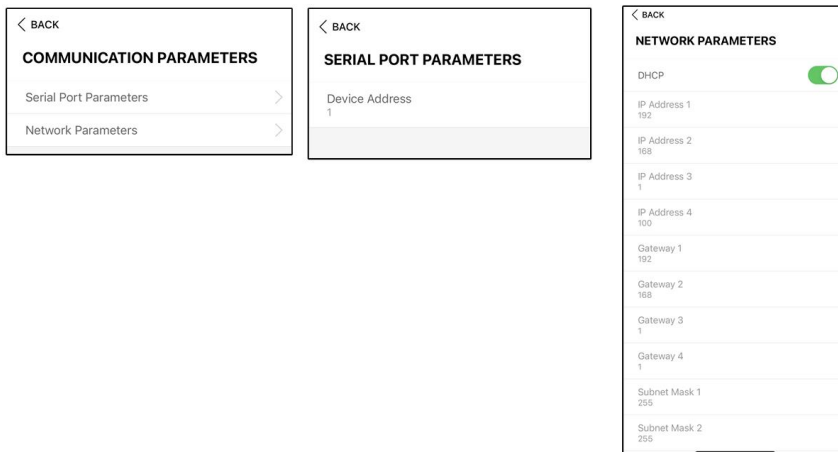 BACK
COMMUNICATION PARAMETERS
Serial Port Parameters
Network Parameters
BACK
SERIAL PORT PARAMETERS
Device Address
1
BACK
NETWORK PARAMETERS
DHCP
IP Address 1
192
IP Address 2
168
IP Address 3
1
IP Address 4
100
Gateway 1
192
Gateway 2
168
Gateway 3
1
Gateway 4
1
Subnet Mask 1
255
Subnet Mask 2
255